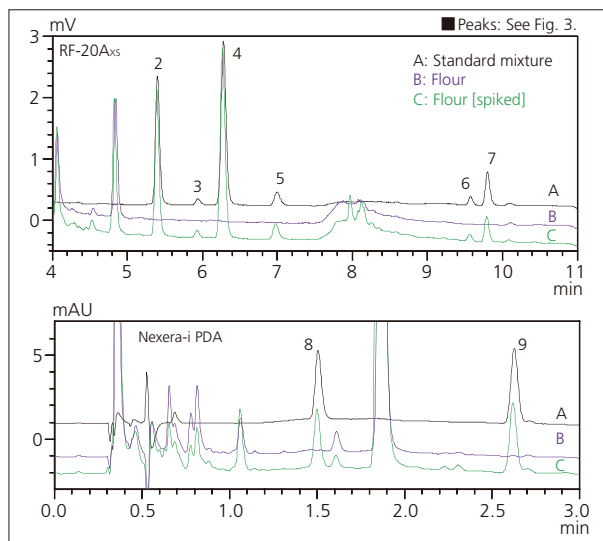 mV
■ Peaks: See Fig. 3.
3
RF-20Axs
2
4
A: Standard mixture
B: Flour
C: Flour [spiked]
2
1
3
5
6
7
A
0
B
C
4
5
6
7
8
9
10
11
min
mAU
Nexera-i PDA
8
9
5
A
0
B
C
0.0
0.5
1.0
1.5
2.0
2.5
3.0
min